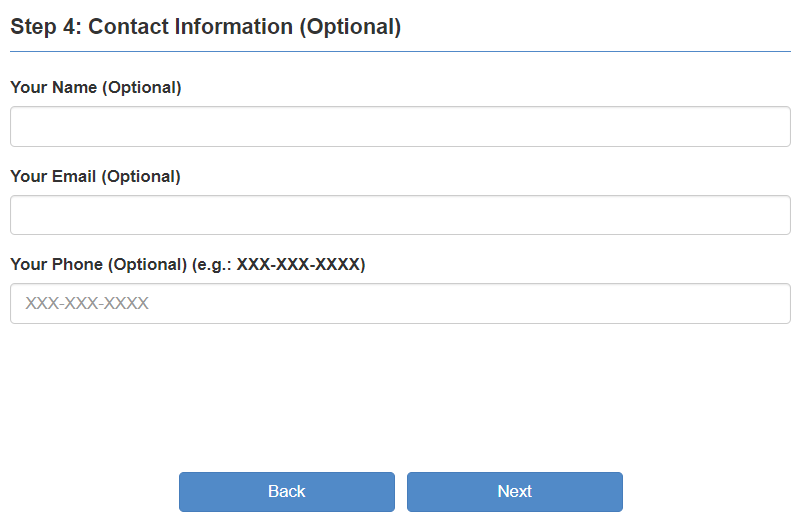 Step 4: Contact Information (Optional)
Your Name (Optional)
Your Email (Optional)
Your Phone (Optional) (e.g.: XXX-XXX-XXXX)
XXX-XXX-XXXX
Back Next